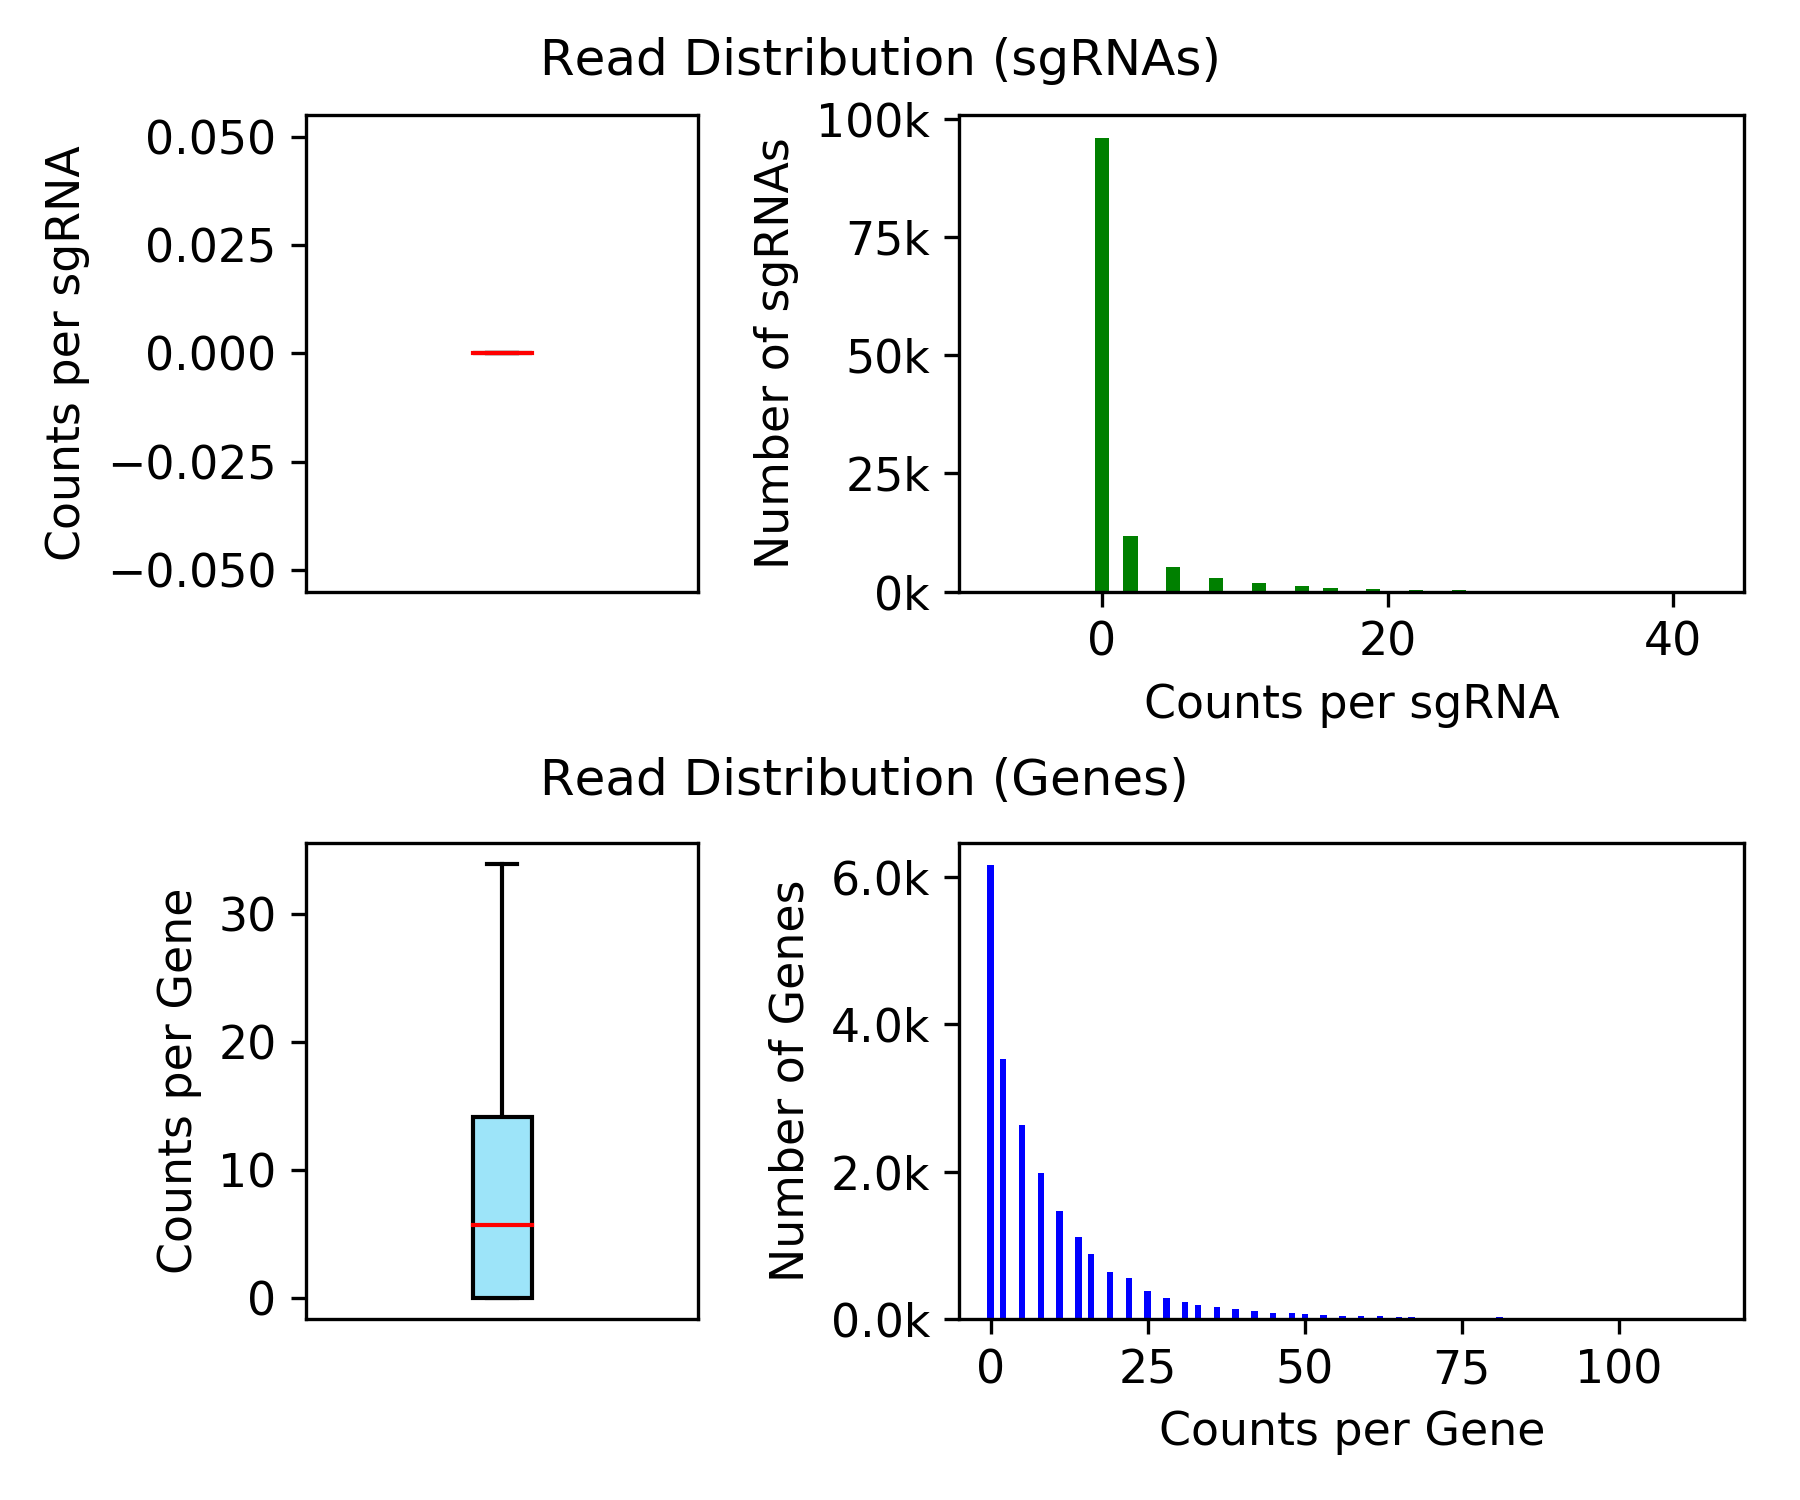 Read Distribution (sgRNAs)
Counts per sgRNA
0.050
0.025
0.000
−0.025
−0.050
Number of sgRNAs
100k
75k
50k
25k
0k
0
20
40
Counts per sgRNA
Read Distribution (Genes)
Counts per Gene
30
20
10
0
Number of Genes
6.0k
4.0k
2.0k
0.0k
0
25
50
75
100
Counts per Gene